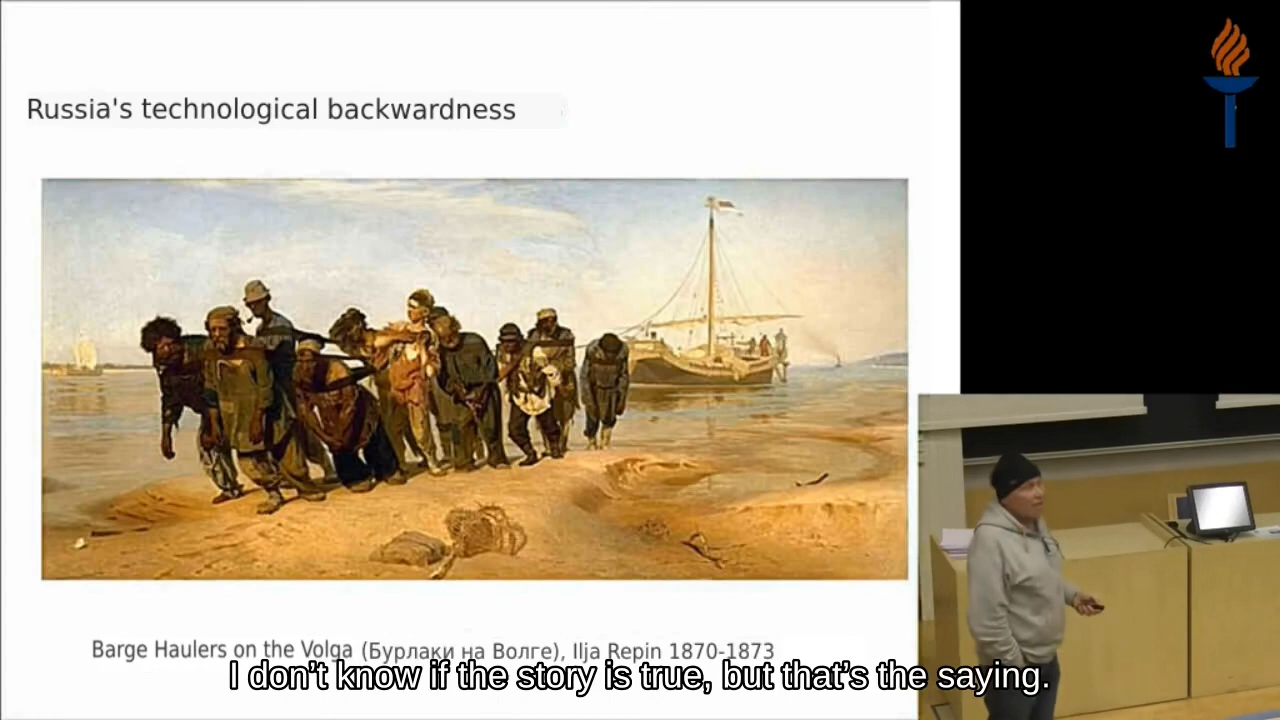 Russia's technological backwardness
Barge Haulers on the Volga (Бурлаки на Волге), Ilja Repin 1870-1873
I don't know if the story is true, but that's the saying.